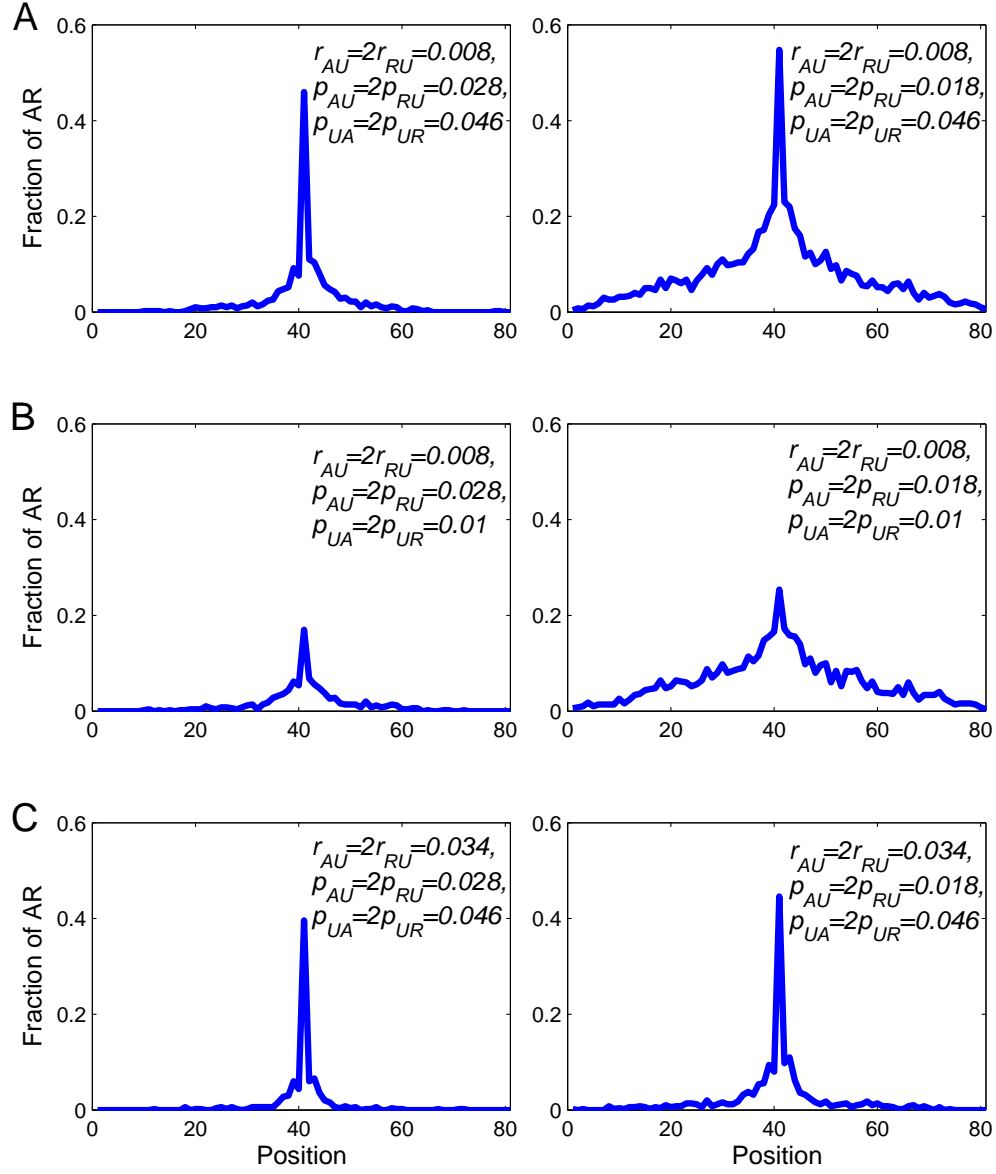 A
0.6
0.4
0.2
0
Fraction of AR
r_AU=2r_RU=0.008,
p_AU=2p_RU=0.028,
p_UA=2p_UR=0.046
0 20 40 60 80
0.6
0.4
0.2
0
r_AU=2r_RU=0.008,
p_AU=2p_RU=0.018,
p_UA=2p_UR=0.046
0 20 40 60 80
B
0.6
0.4
0.2
0
Fraction of AR
r_AU=2r_RU=0.008,
p_AU=2p_RU=0.028,
p_UA=2p_UR=0.01
0 20 40 60 80
0.6
0.4
0.2
0
r_AU=2r_RU=0.008,
p_AU=2p_RU=0.018,
p_UA=2p_UR=0.01
0 20 40 60 80
C
0.6
0.4
0.2
0
Fraction of AR
r_AU=2r_RU=0.034,
p_AU=2p_RU=0.028,
p_UA=2p_UR=0.046
0 20 40 60 80
Position
0.6
0.4
0.2
0
r_AU=2r_RU=0.034,
p_AU=2p_RU=0.018,
p_UA=2p_UR=0.046
0 20 40 60 80
Position